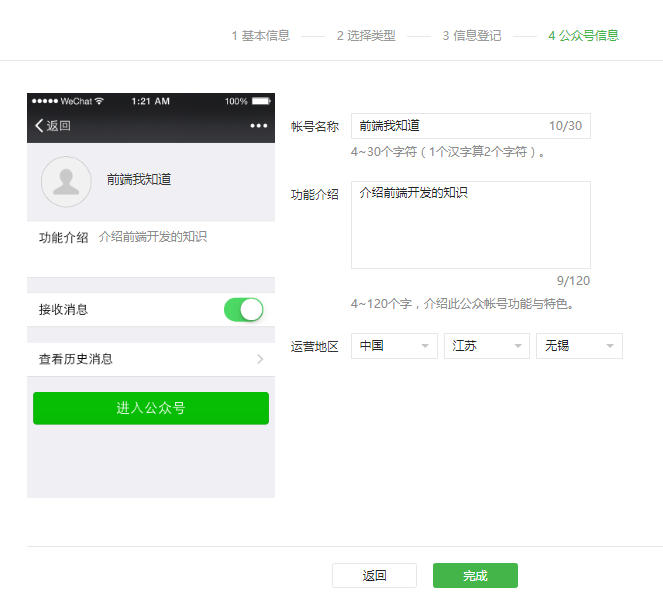 1 基本信息 2 选择类型 3 信息登记 4 公众号信息
WeChat 1:21 AM 100%
返回
前端我知道
功能介绍 介绍前端开发的知识
接收消息
查看历史消息
进入公众号
帐号名称 前端我知道 10/30
4~30个字符（1个汉字算2个字符）。
功能介绍 介绍前端开发的知识
9/120
4~120个字，介绍此公众帐号功能与特色。
运营地区 中国 江苏 无锡
返回 完成